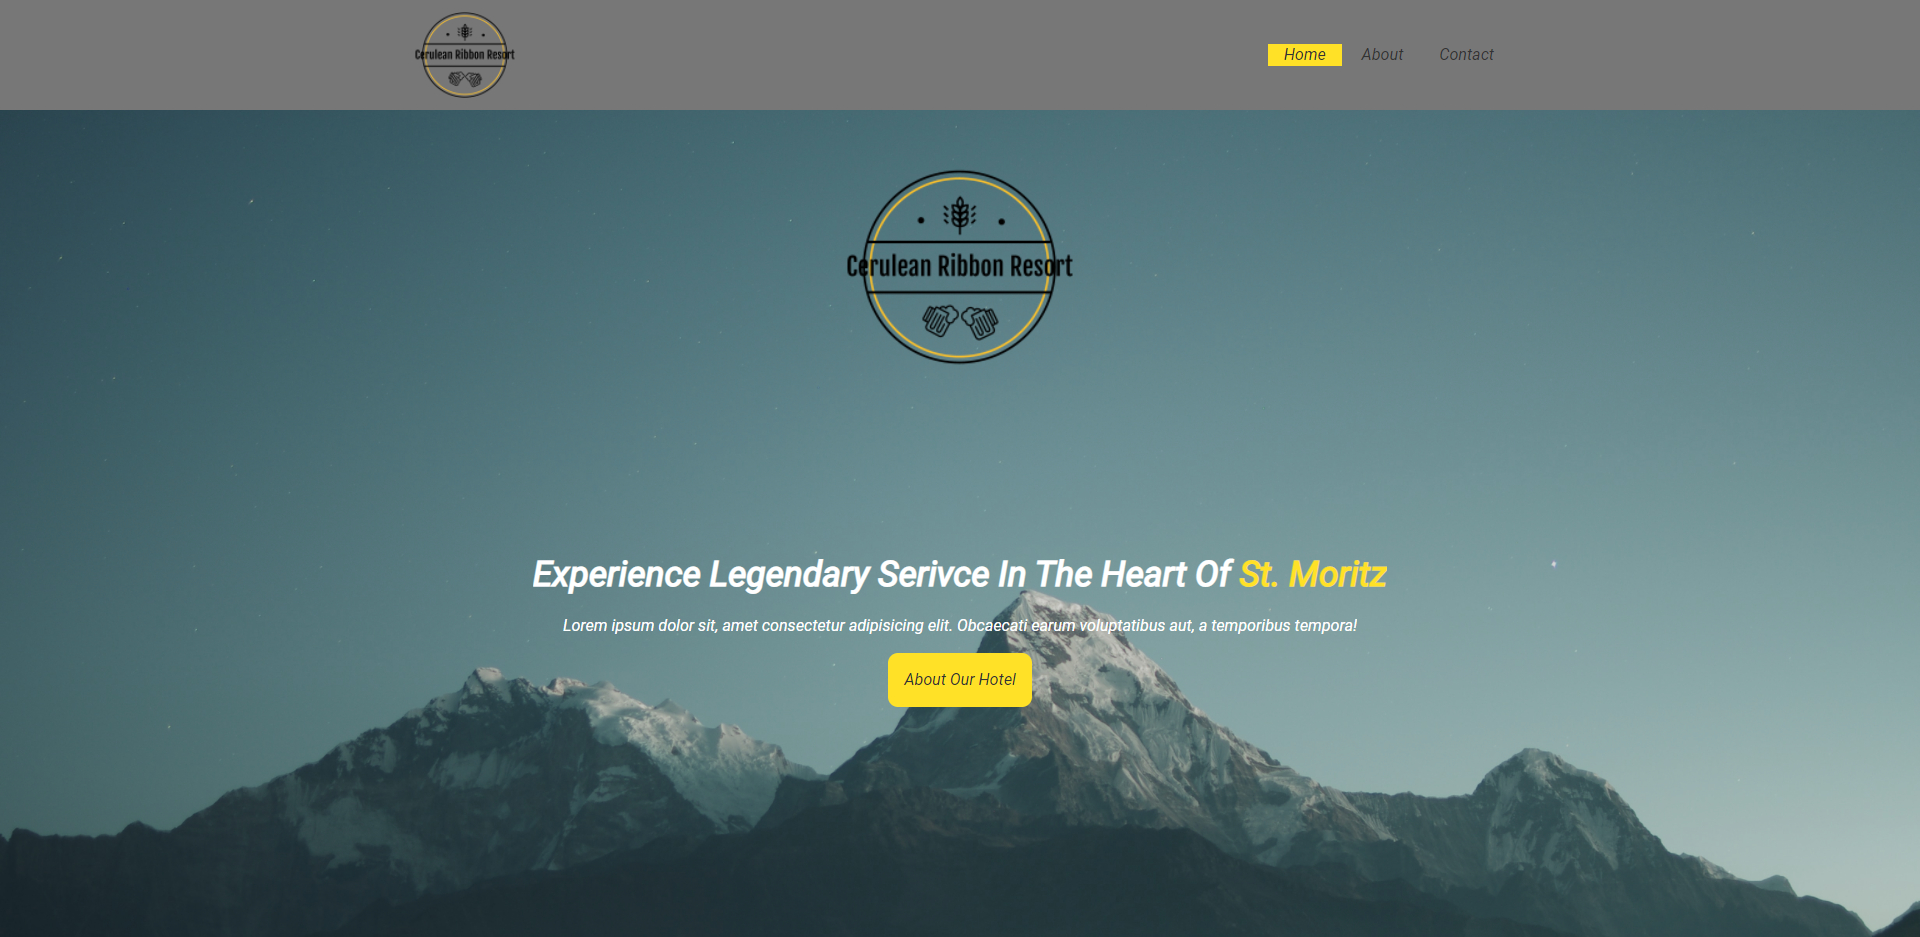 Cerulean Ribbon Resort
Home About Contact
Cerulean Ribbon Resort
Experience Legendary Serivce In The Heart Of St. Moritz
Lorem ipsum dolor sit, amet consectetur adipisicing elit. Obcaecati earum voluptatibus aut, a temporibus tempora!
About Our Hotel